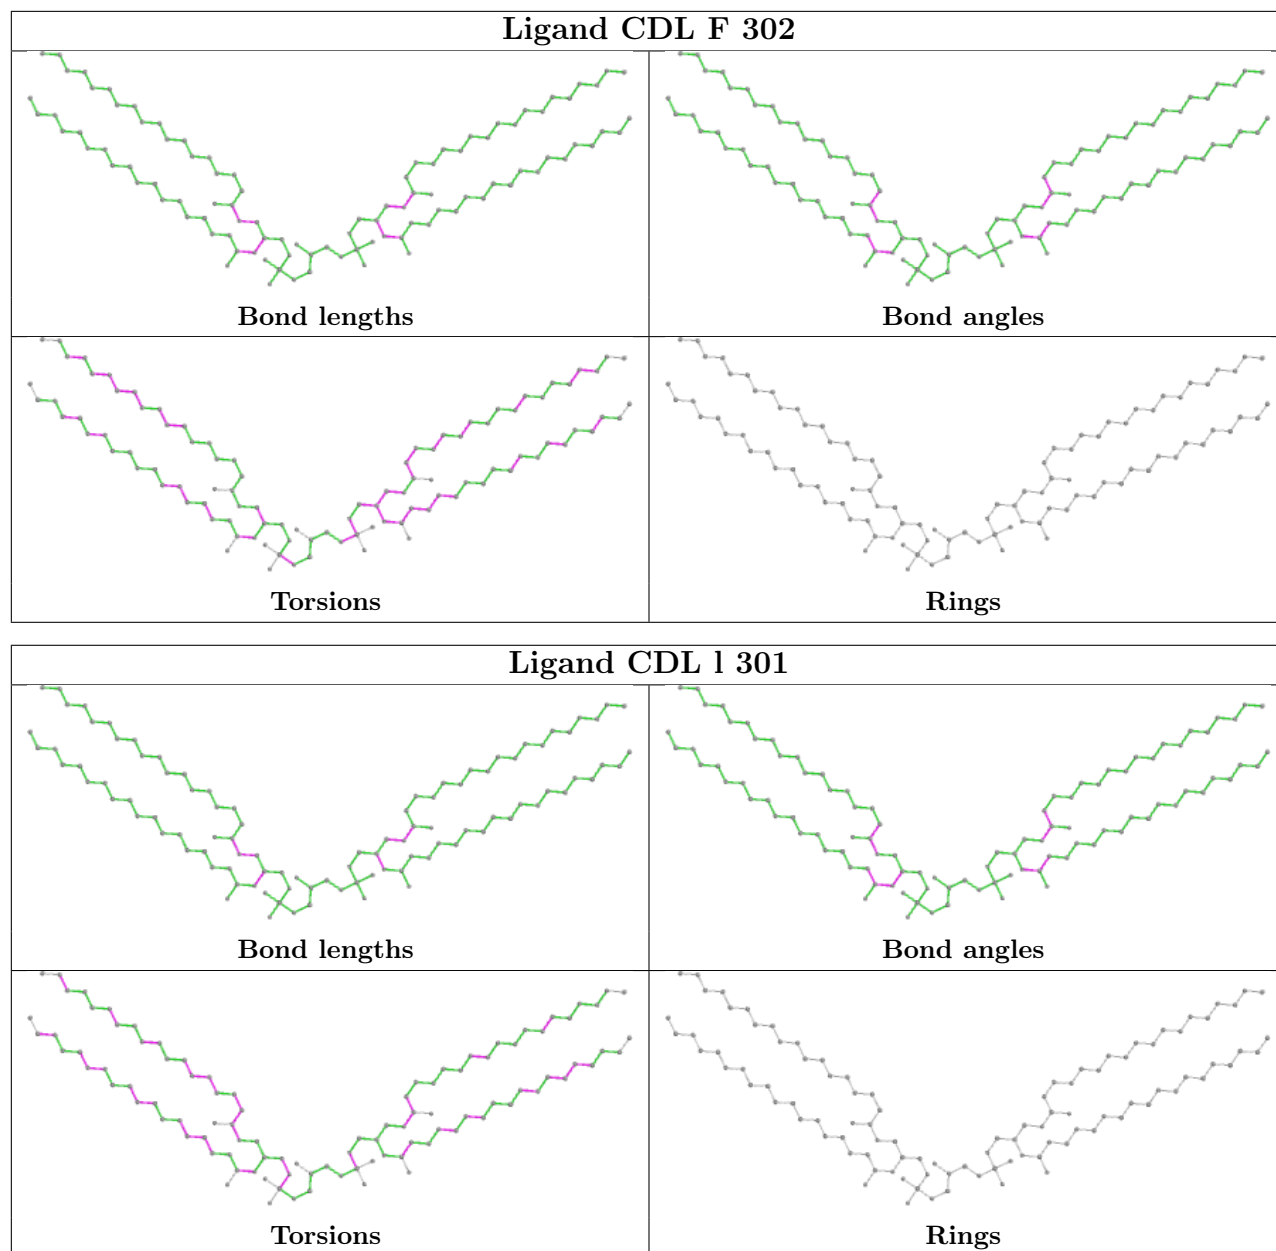 Ligand CDL F 302
Bond lengths
Bond angles
Torsions
Rings
Ligand CDL l 301
Bond lengths
Bond angles
Torsions
Rings